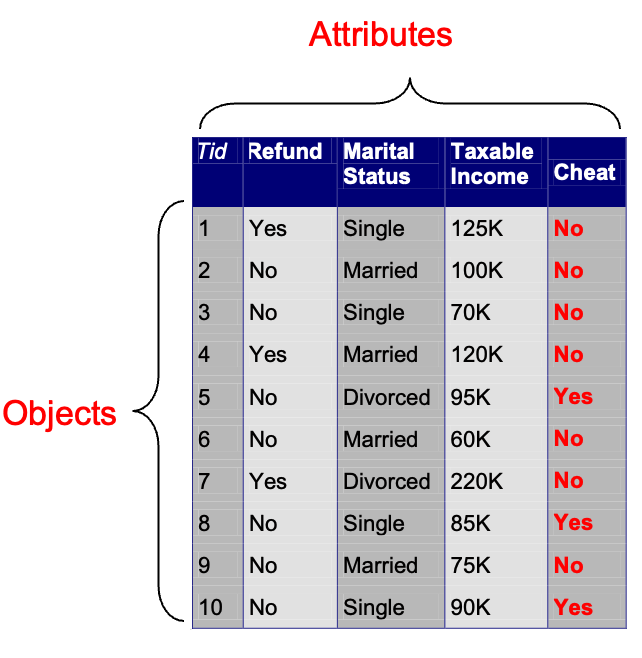 Attributes
Tid Refund Marital Status Taxable Income Cheat
1 Yes Single 125K No
2 No Married 100K No
3 No Single 70K No
4 Yes Married 120K No
5 No Divorced 95K Yes
6 No Married 60K No
7 Yes Divorced 220K No
8 No Single 85K Yes
9 No Married 75K No
10 No Single 90K Yes
Objects